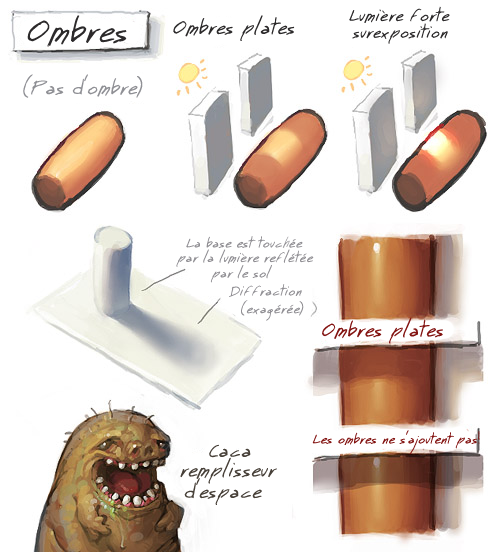 Ombres
(Pas d'ombre)
Ombres plates
Lumière forte
surexposition
La base est touchée
par la lumière reflétée
par le sol
Diffraction
(exagérée) )
Ombres plates
Les ombres ne s'ajoutent pas
Caca
remplisseur
d'espace